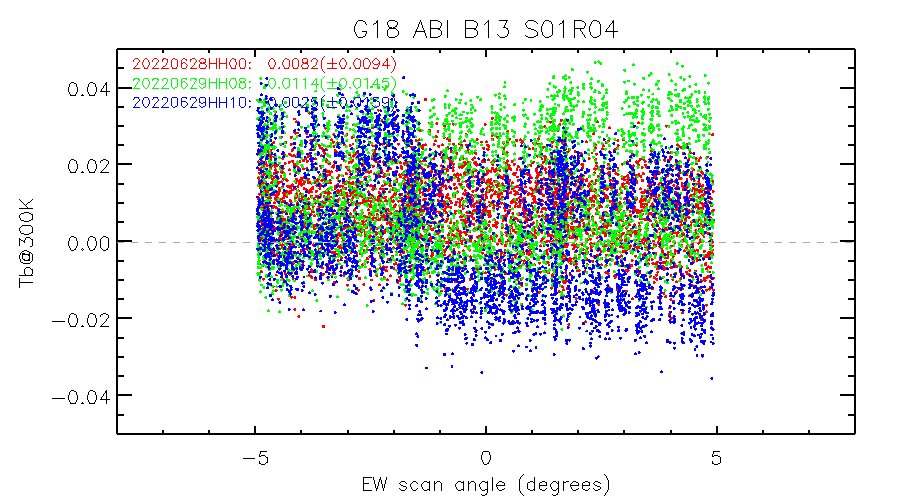 G18 ABI B13 S01R04
20220628HH00: 0.0082(±0.0094)
20220629HH08: 0.0114(±0.0145)
20220629HH10:
0.04
0.02
0.00
−0.02
−0.04
Tb@300K
−5 0 5
EW scan angle (degrees)